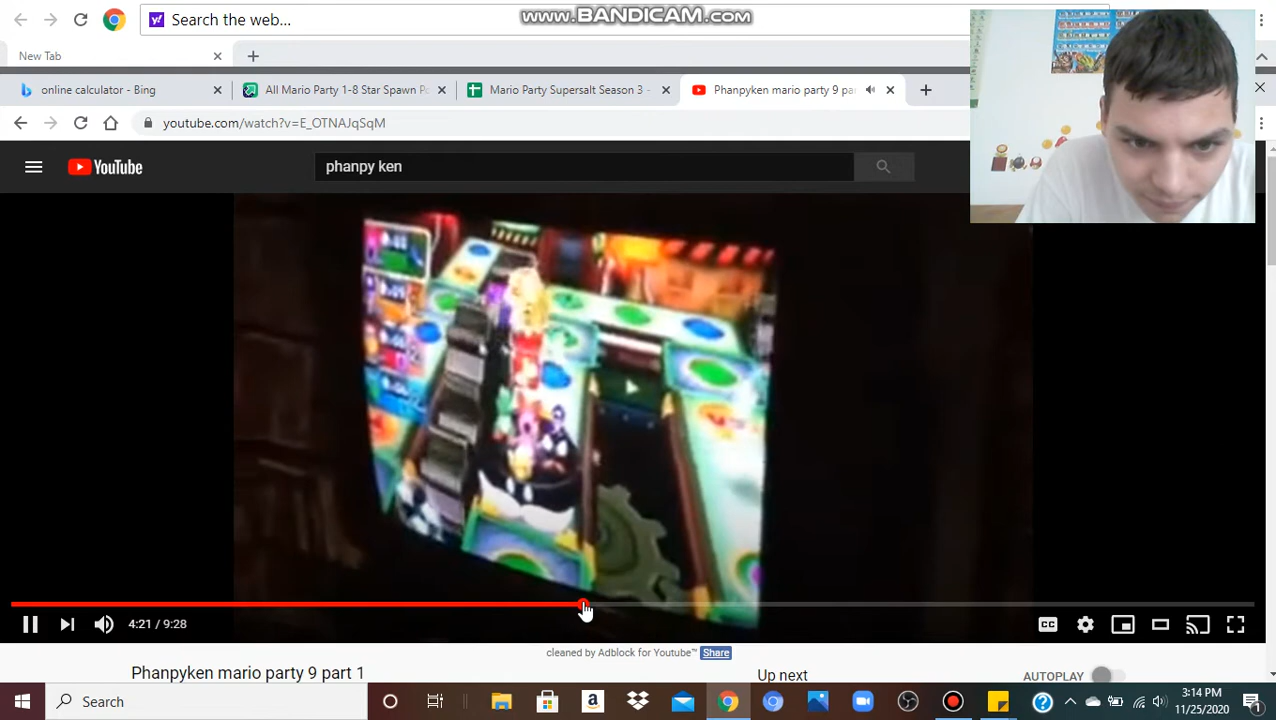 Search the web...
www.BANDICAM.com
New Tab
online calculator - Bing
All Mario Party 1-8 Star Spawn Po
Mario Party Supersalt Season 3 -
Phanpyken mario party 9 pa
youtube.com/watch?v=E_OTNAJqSqM
YouTube
phanpy ken
4:21 / 9:28
CC
cleaned by Adblock for Youtube™ Share
Phanpyken mario party 9 part 1
Up next
AUTOPLAY
Search
3:14 PM
11/25/2020